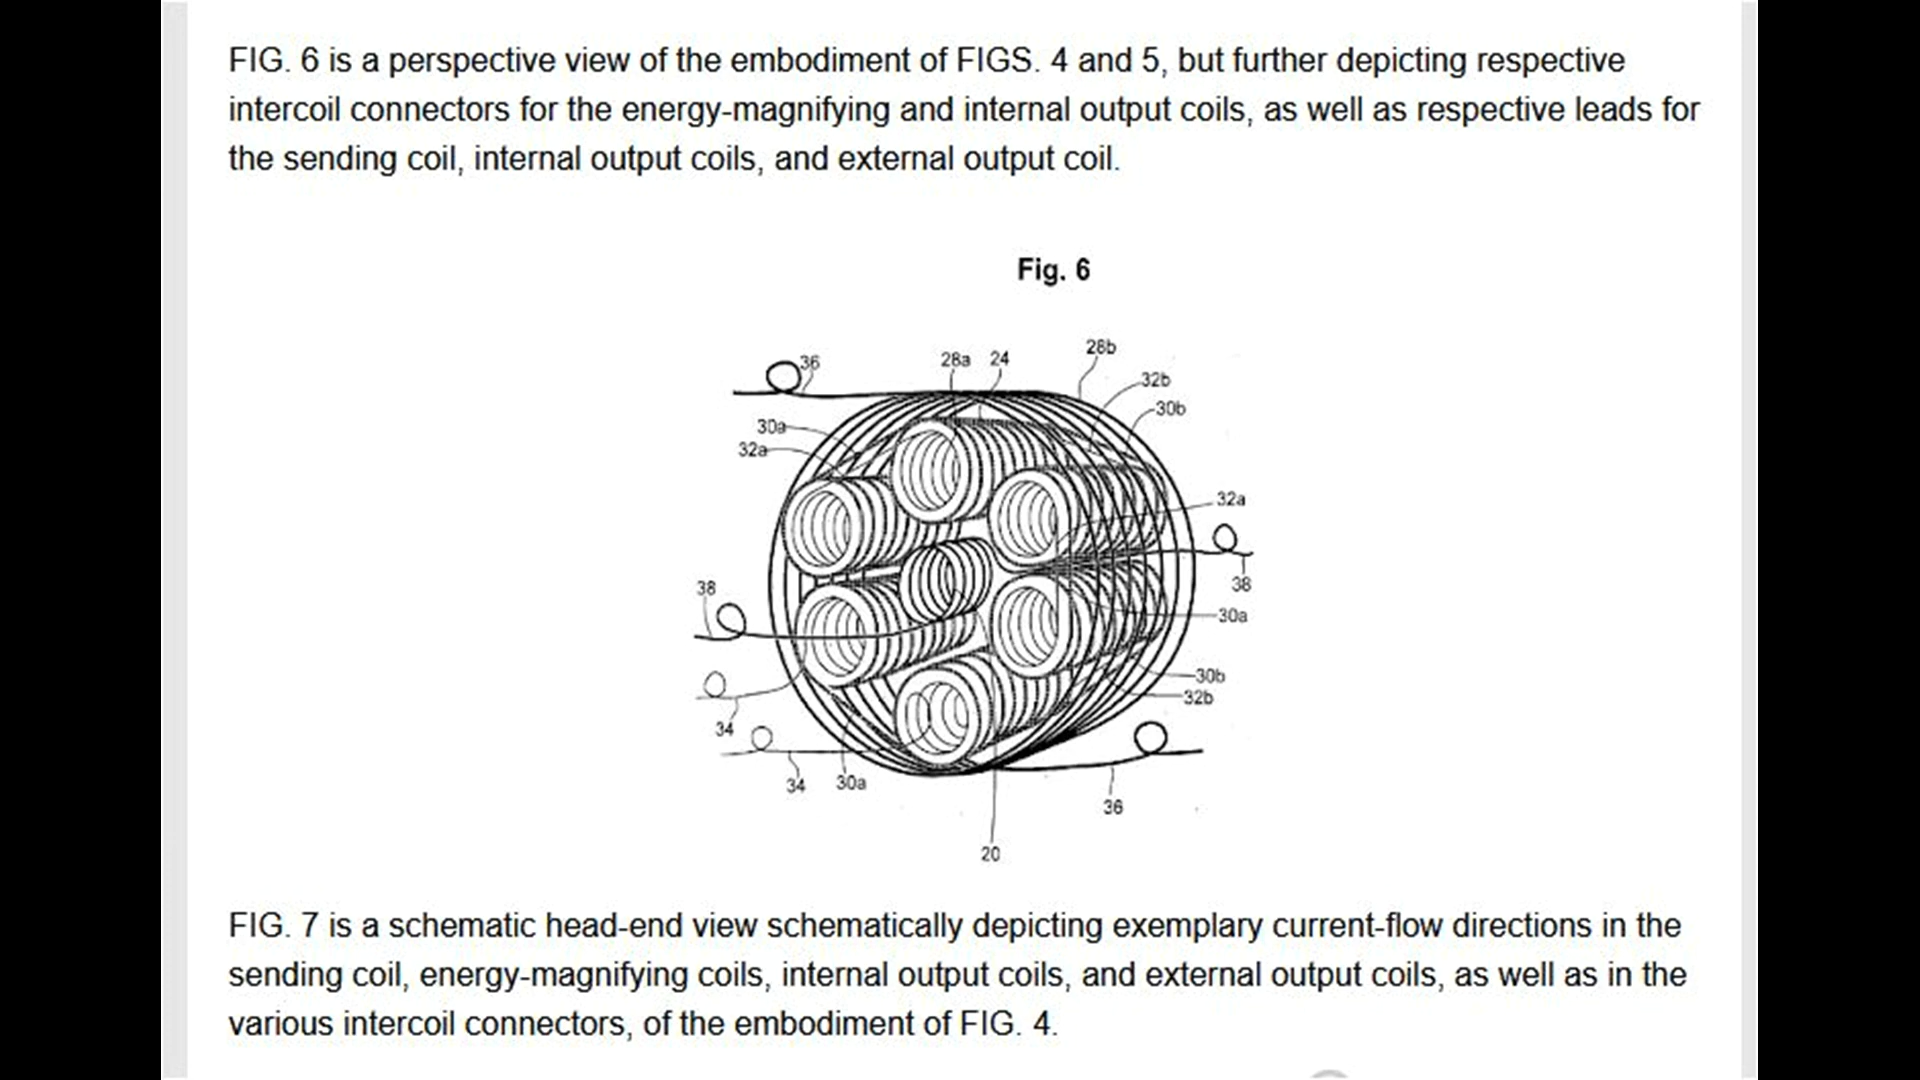 FIG. 6 is a perspective view of the embodiment of FIGS. 4 and 5, but further depicting respective
intercoil connectors for the energy-magnifying and internal output coils, as well as respective leads for
the sending coil, internal output coils, and external output coil.
Fig. 6
28b
36
28a 24
32b
30b
30a
32a
32a
38
38
30a
30b
32b
34
34
30a
36
20
FIG. 7 is a schematic head-end view schematically depicting exemplary current-flow directions in the
sending coil, energy-magnifying coils, internal output coils, and external output coils, as well as in the
various intercoil connectors, of the embodiment of FIG. 4.